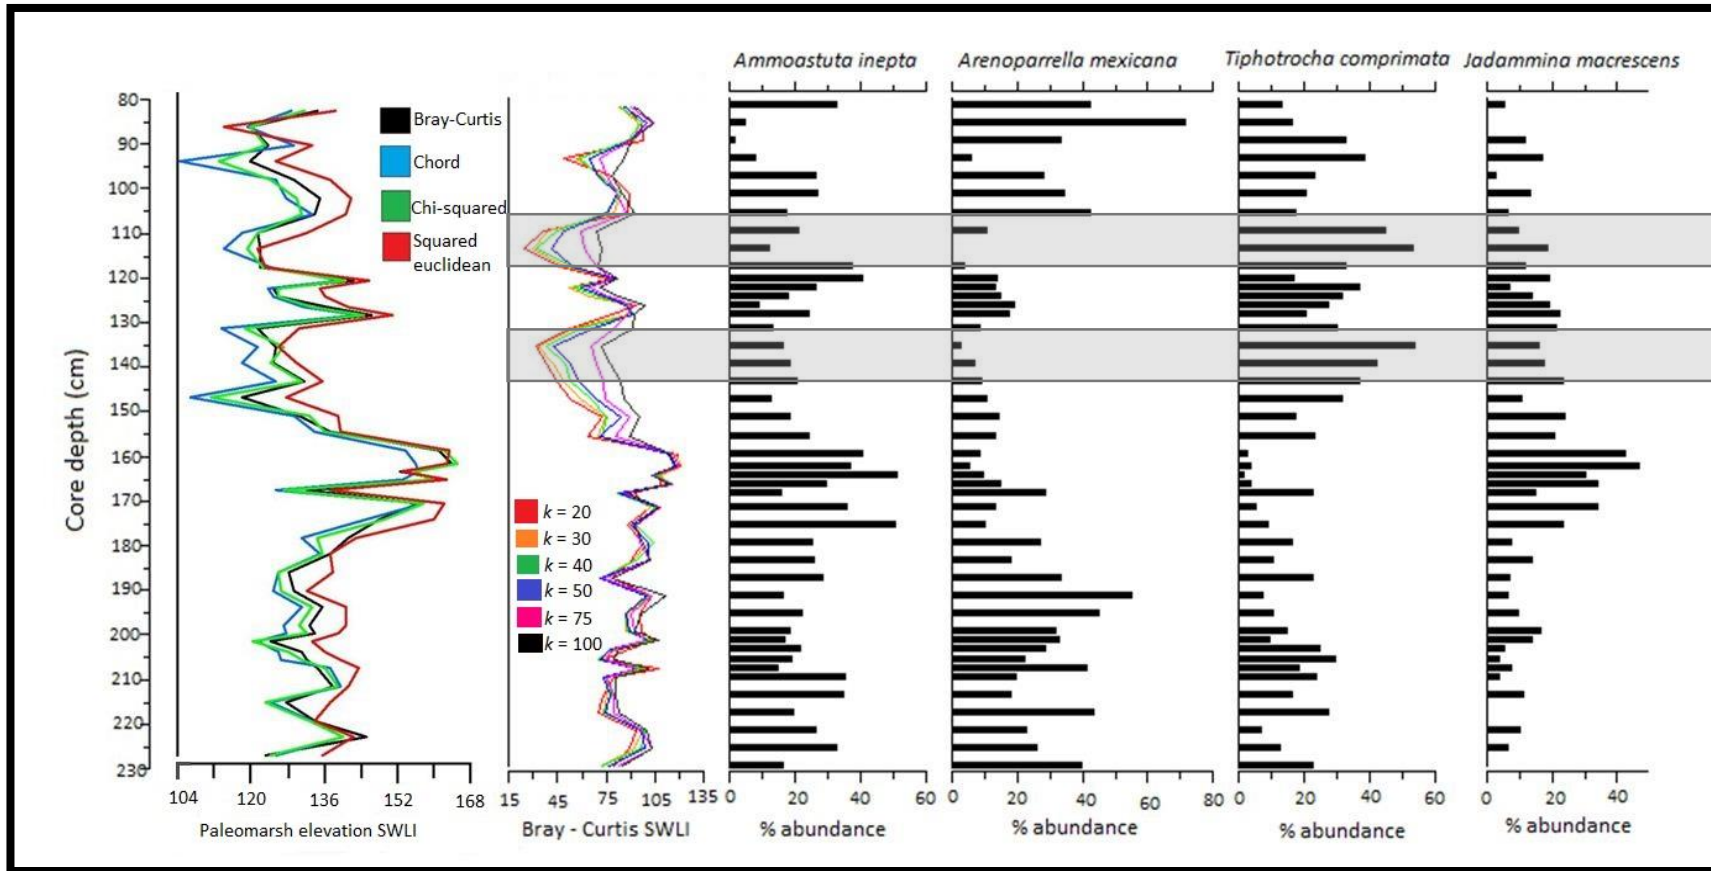 Ammoastuta inepta
Arenoparrella mexicana
Tiphotrocha comprimata
Jadammina macrescens
Core depth (cm)
80
90
100
110
120
130
140
150
160
170
180
190
200
210
220
230
Bray-Curtis
Chord
Chi-squared
Squared
euclidean
104 120 136 152 168
Paleomarsh elevation SWLI
k = 20
k = 30
k = 40
k = 50
k = 75
k = 100
15 45 75 105 135
Bray - Curtis SWLI
0 20 40 60
% abundance
0 20 40 60 80
% abundance
0 20 40 60
% abundance
0 20 40
% abundance